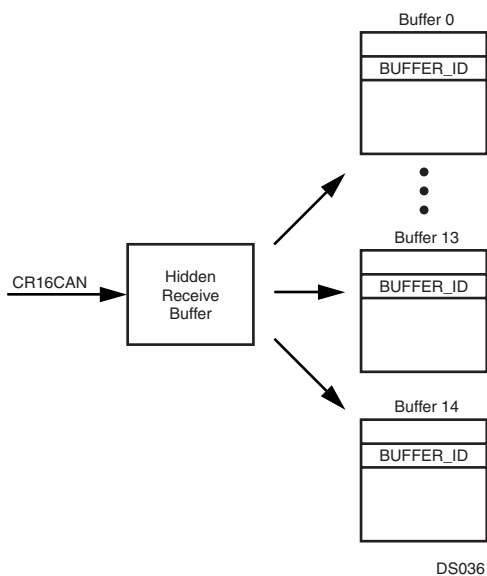 Buffer 0
BUFFER_ID
Buffer 13
CR16CAN
Hidden
Receive
Buffer
BUFFER_ID
Buffer 14
BUFFER_ID
DS036